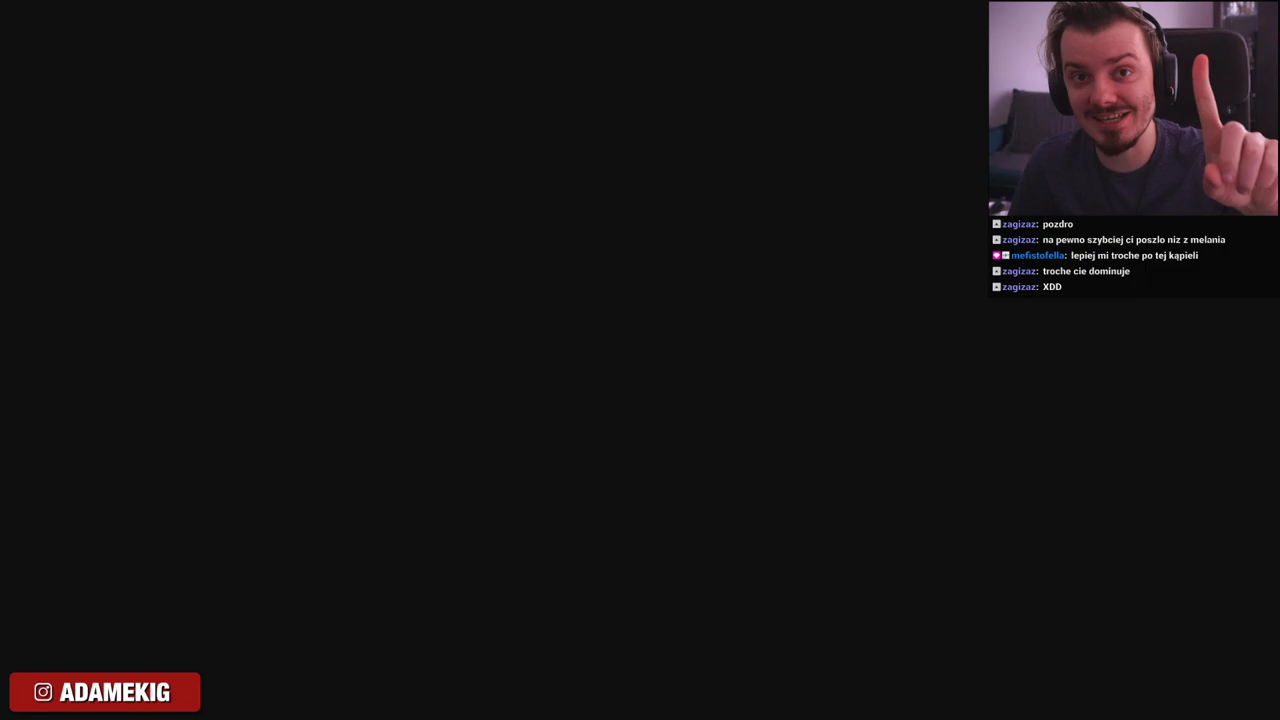 zagizaz: pozdro
zagizaz: na pewno szybciej ci poszlo niz z melania
mefistofella: lepiej mi troche po tej kąpieli
zagizaz: troche cie dominuje
zagizaz: XDD
ADAMEKIG